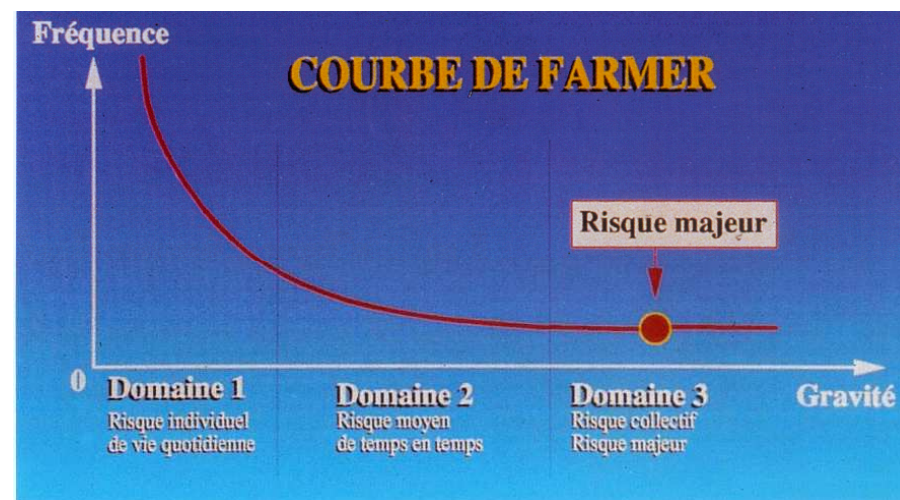 Fréquence
COURBE DE FARMER
Risque majeur
0
Domaine 1
Risque individuel
de vie quotidienne
Domaine 2
Risque moyen
de temps en temps
Domaine 3
Risque collectif
Risque majeur
Gravité